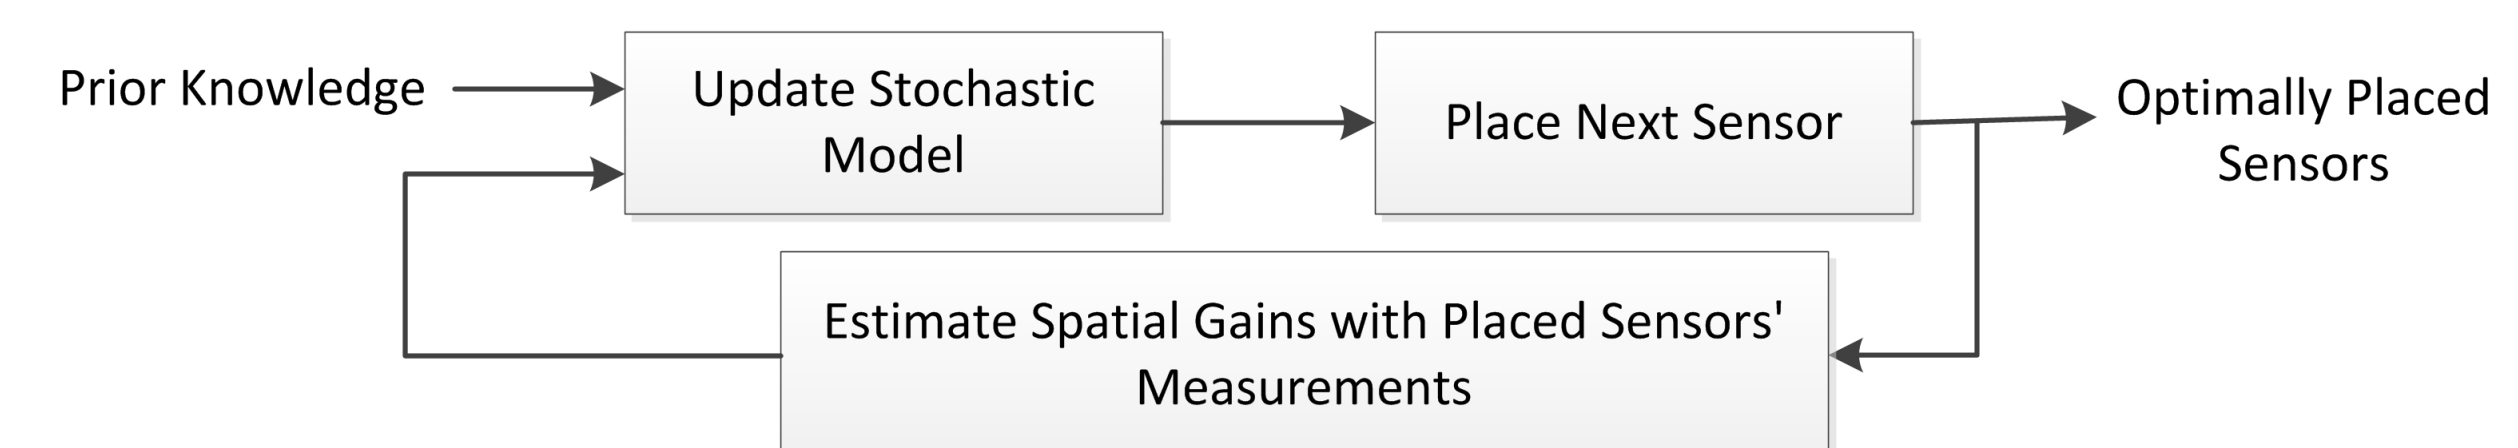 Prior Knowledge
Update Stochastic
Model
Place Next Sensor
Optimally Placed
Sensors
Estimate Spatial Gains with Placed Sensors'
Measurements